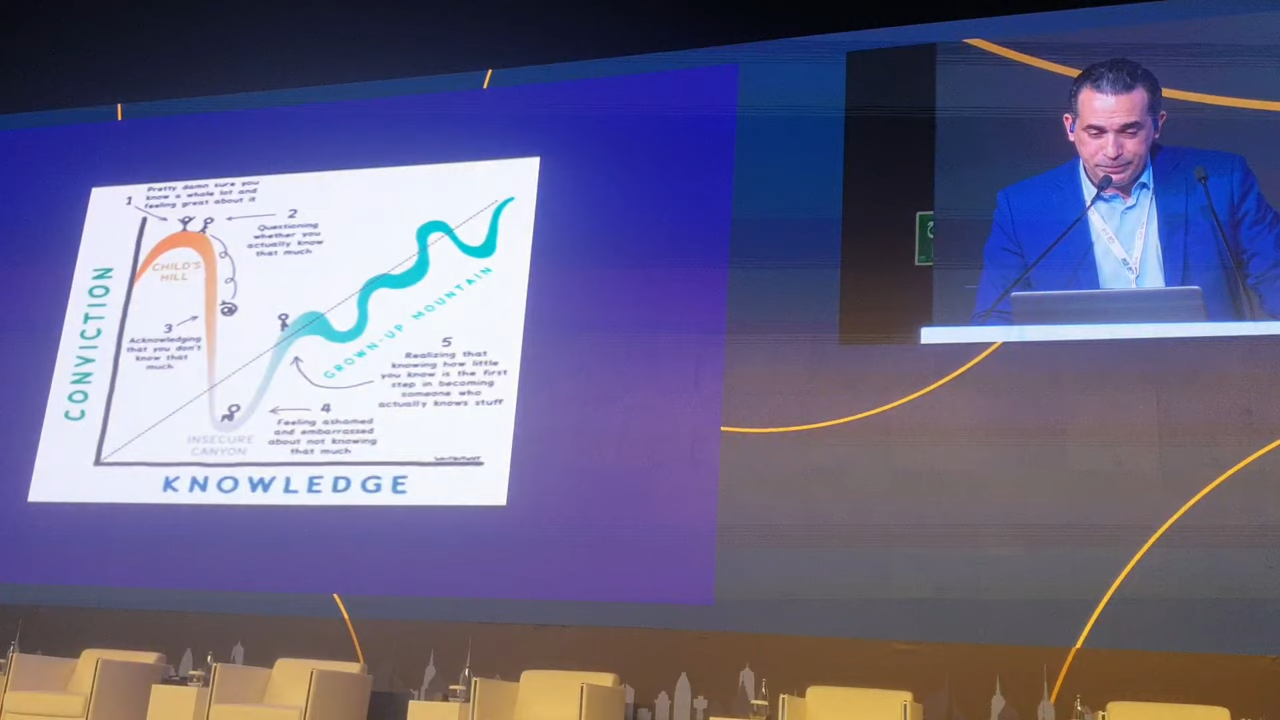 1
Pretty damn sure you
know a whole lot and
feeling great about it
2
Questioning
whether you
actually know
that much
CHILD'S
HILL
3
Acknowledging
that you don't
know that
much
CONVICTION
GROWN-UP MOUNTAIN
5
Realizing that
knowing how little
you know is the first
step in becoming
someone who
actually knows stuff
4
Feeling ashamed
and embarrassed
about not knowing
that much
INSECURE
CANYON
KNOWLEDGE